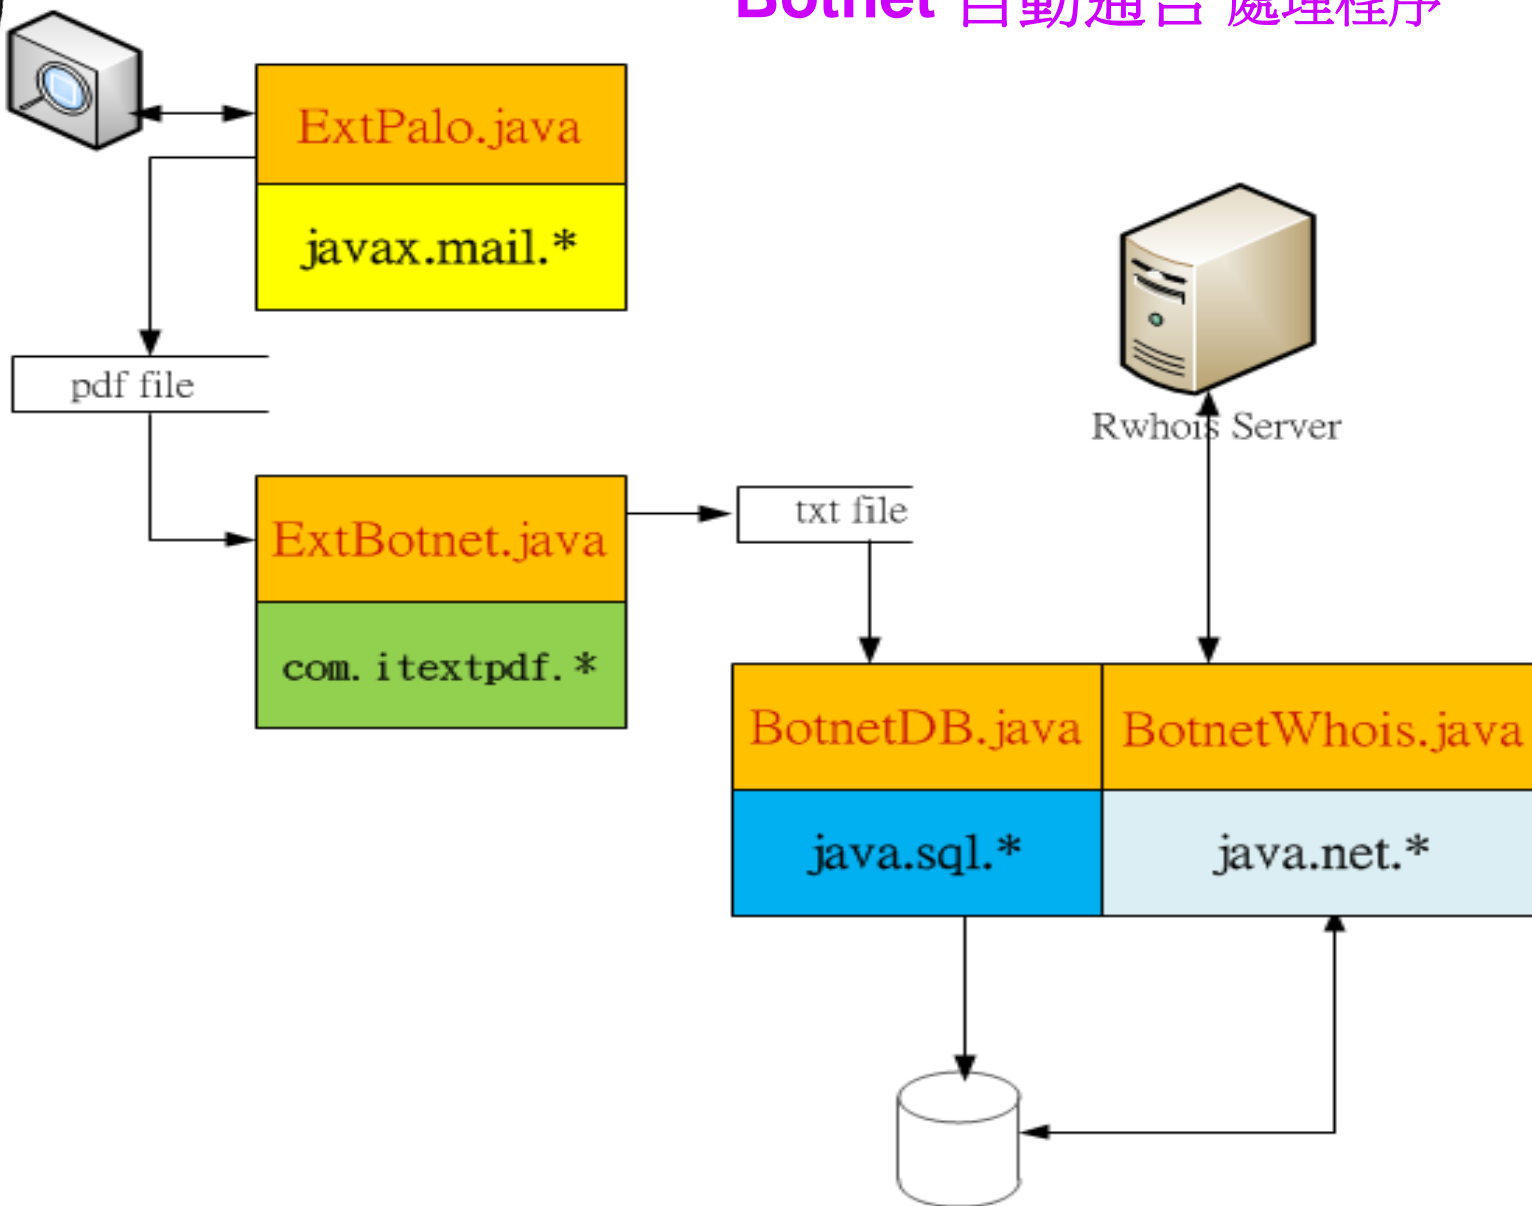 Botnet 自動通告 處理程序
ExtPalo.java
javax.mail.*
pdf file
Rwhois Server
ExtBotnet.java
txt file
com.itextpdf.*
BotnetDB.java
BotnetWhois.java
java.sql.*
java.net.*